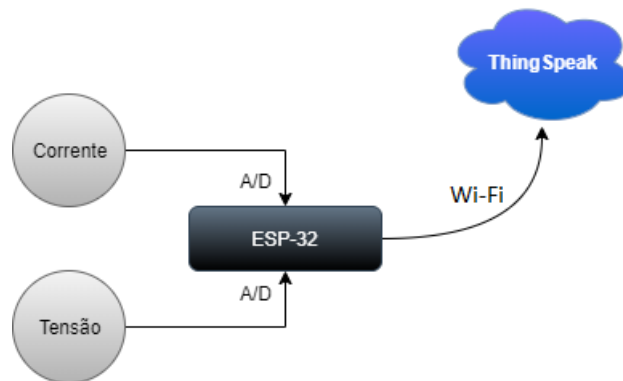 ThingSpeak
Corrente
A/D
Wi-Fi
ESP-32
A/D
Tensão